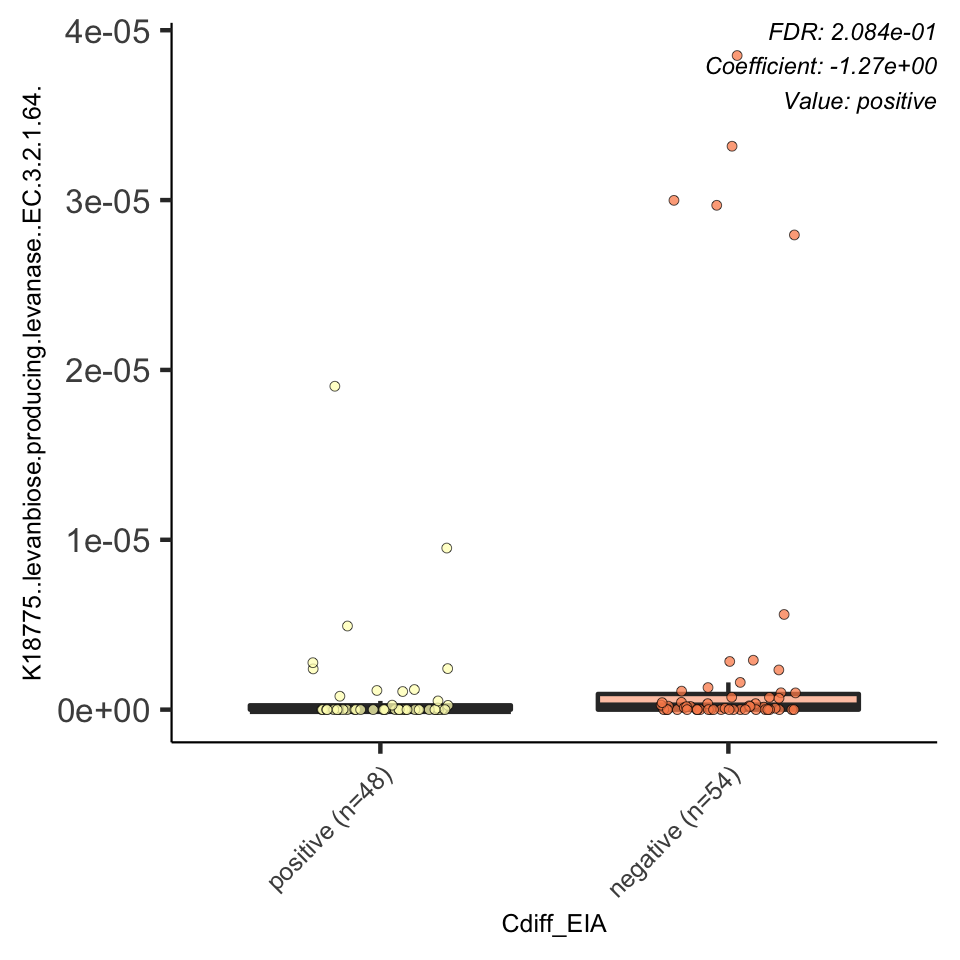 FDR: 2.084e-01
Coefficient: -1.27e+00
Value: positive
K18775..levanbiose.producing.levanase..EC.3.2.1.64.
4e-05
3e-05
2e-05
1e-05
0e+00
positive (n=48)
negative (n=54)
Cdiff_EIA